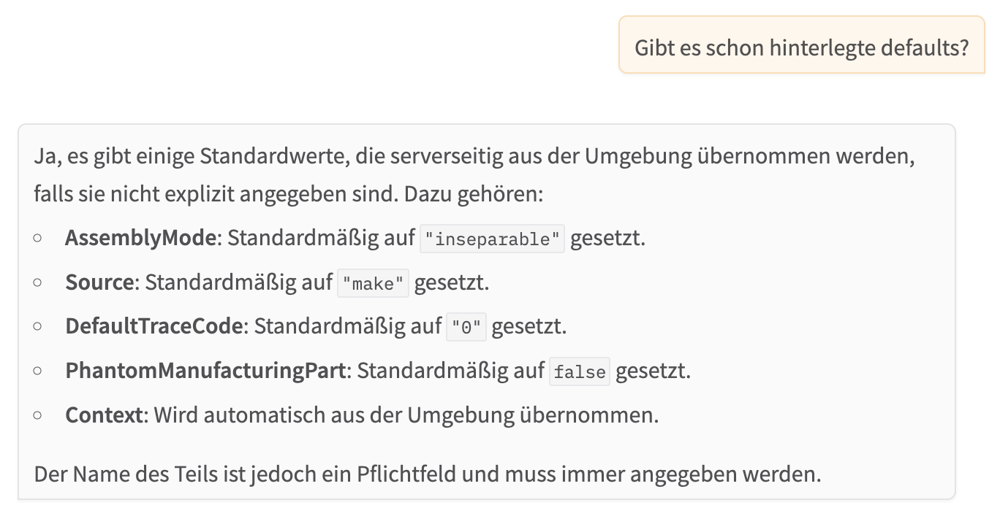 Gibt es schon hinterlegte defaults?
Ja, es gibt einige Standardwerte, die serverseitig aus der Umgebung übernommen werden,
falls sie nicht explizit angegeben sind. Dazu gehören:
AssemblyMode: Standardmäßig auf "inseparable" gesetzt.
Source: Standardmäßig auf "make" gesetzt.
DefaultTraceCode: Standardmäßig auf "0" gesetzt.
PhantomManufacturingPart: Standardmäßig auf false gesetzt.
Context: Wird automatisch aus der Umgebung übernommen.
Der Name des Teils ist jedoch ein Pflichtfeld und muss immer angegeben werden.